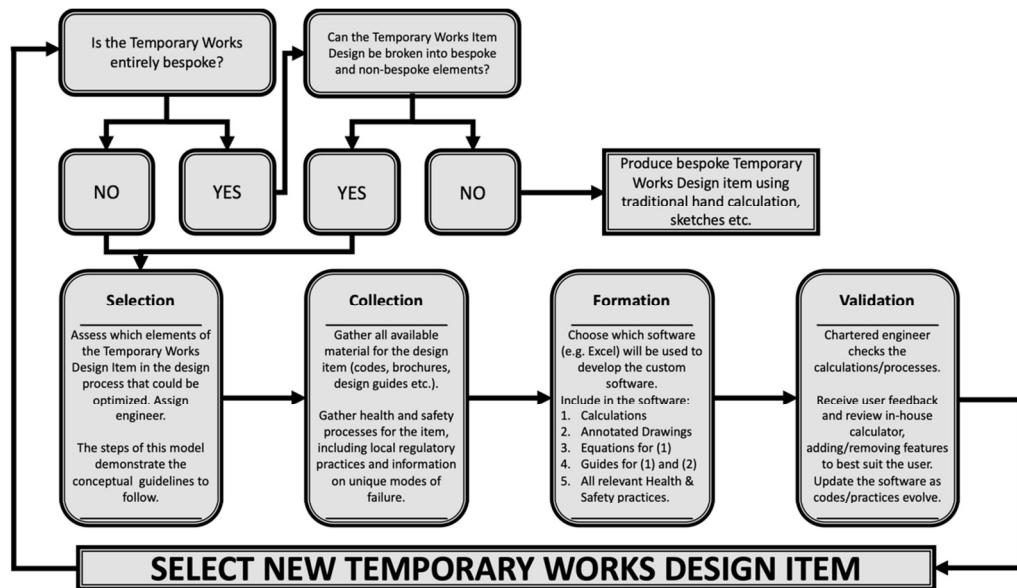 Is the Temporary Works
entirely bespoke?
Can the Temporary Works Item
Design be broken into bespoke
and non-bespoke elements?
NO
YES
YES
NO
Produce bespoke Temporary
Works Design item using
traditional hand calculation,
sketches etc.
Selection
Assess which elements of
the Temporary Works
Design Item in the design
process that could be
optimized. Assign
engineer.
The steps of this model
demonstrate the
conceptual guidelines to
follow.
Collection
Gather all available
material for the design
item (codes, brochures,
design guides etc.).
Gather health and safety
processes for the item,
including local regulatory
practices and information
on unique modes of
failure.
Formation
Choose which software
(e.g. Excel) will be used to
develop the custom
software.
Include in the software:
1. Calculations
2. Annotated Drawings
3. Equations for (1)
4. Guides for (1) and (2)
5. All relevant Health &
Safety practices.
Validation
Chartered engineer
checks the
calculations/processes.
Receive user feedback
and review in-house
calculator,
adding/removing features
to best suit the user.
Update the software as
codes/practices evolve.
SELECT NEW TEMPORARY WORKS DESIGN ITEM